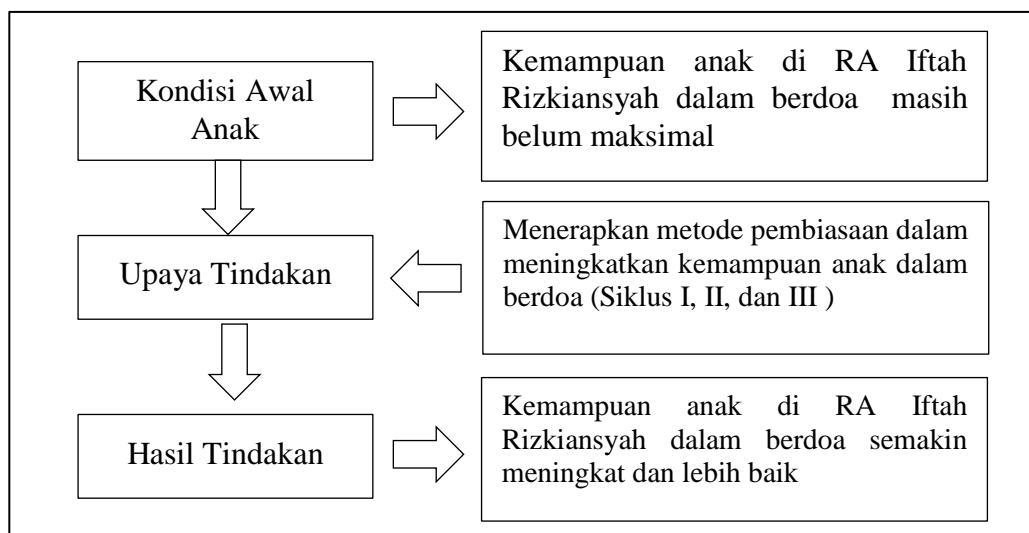 Kondisi Awal
Anak
Kemampuan anak di RA Iftah
Rizkiansyah dalam berdoa masih
belum maksimal
Upaya Tindakan
Menerapkan metode pembiasaan dalam
meningkatkan kemampuan anak dalam
berdoa (Siklus I, II, dan III )
Hasil Tindakan
Kemampuan anak di RA Iftah
Rizkiansyah dalam berdoa semakin
meningkat dan lebih baik